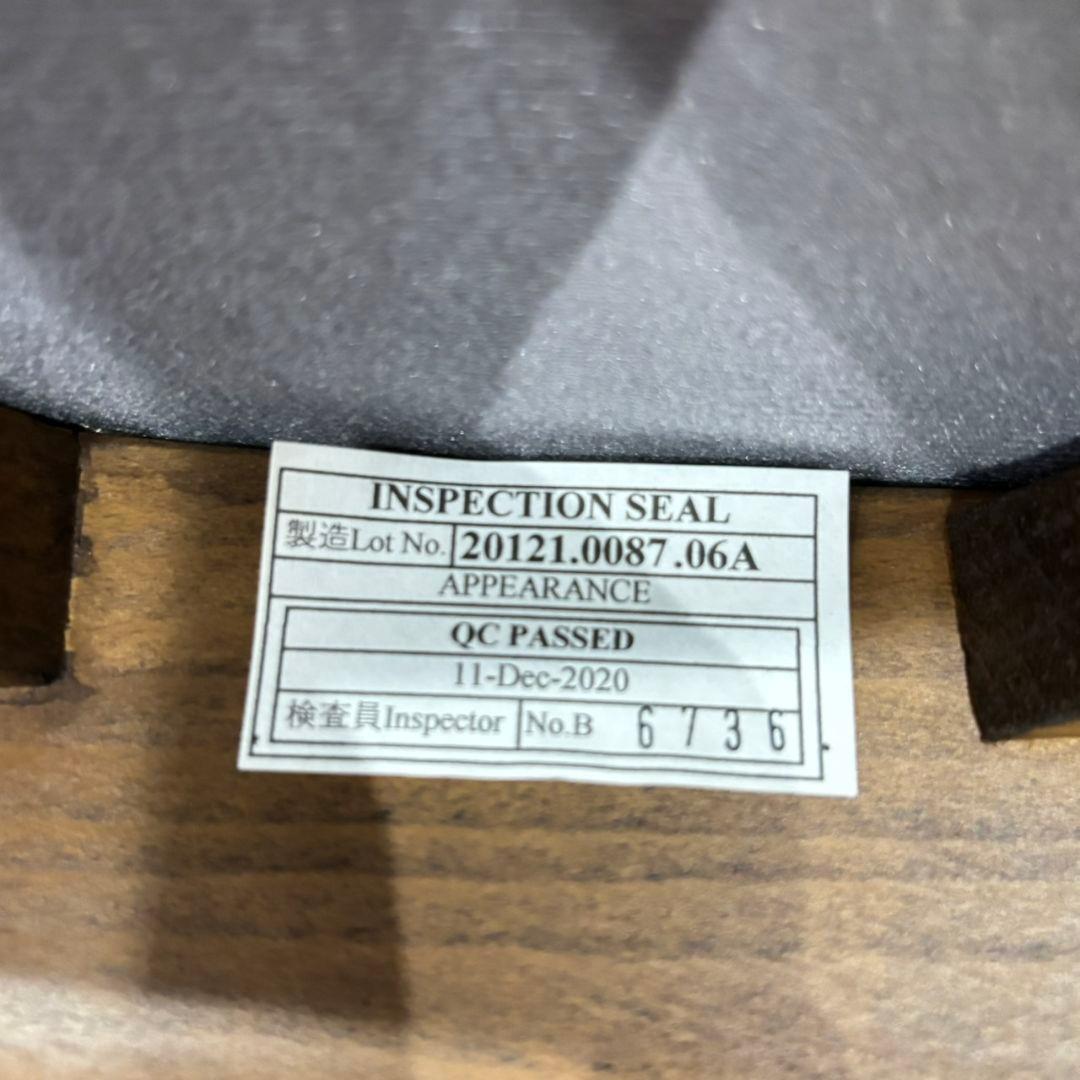 INSPECTION SEAL
製造Lot No. 20121.0087.06A
APPEARANCE
QC PASSED
11-Dec-2020
検査員Inspector No.B 6736